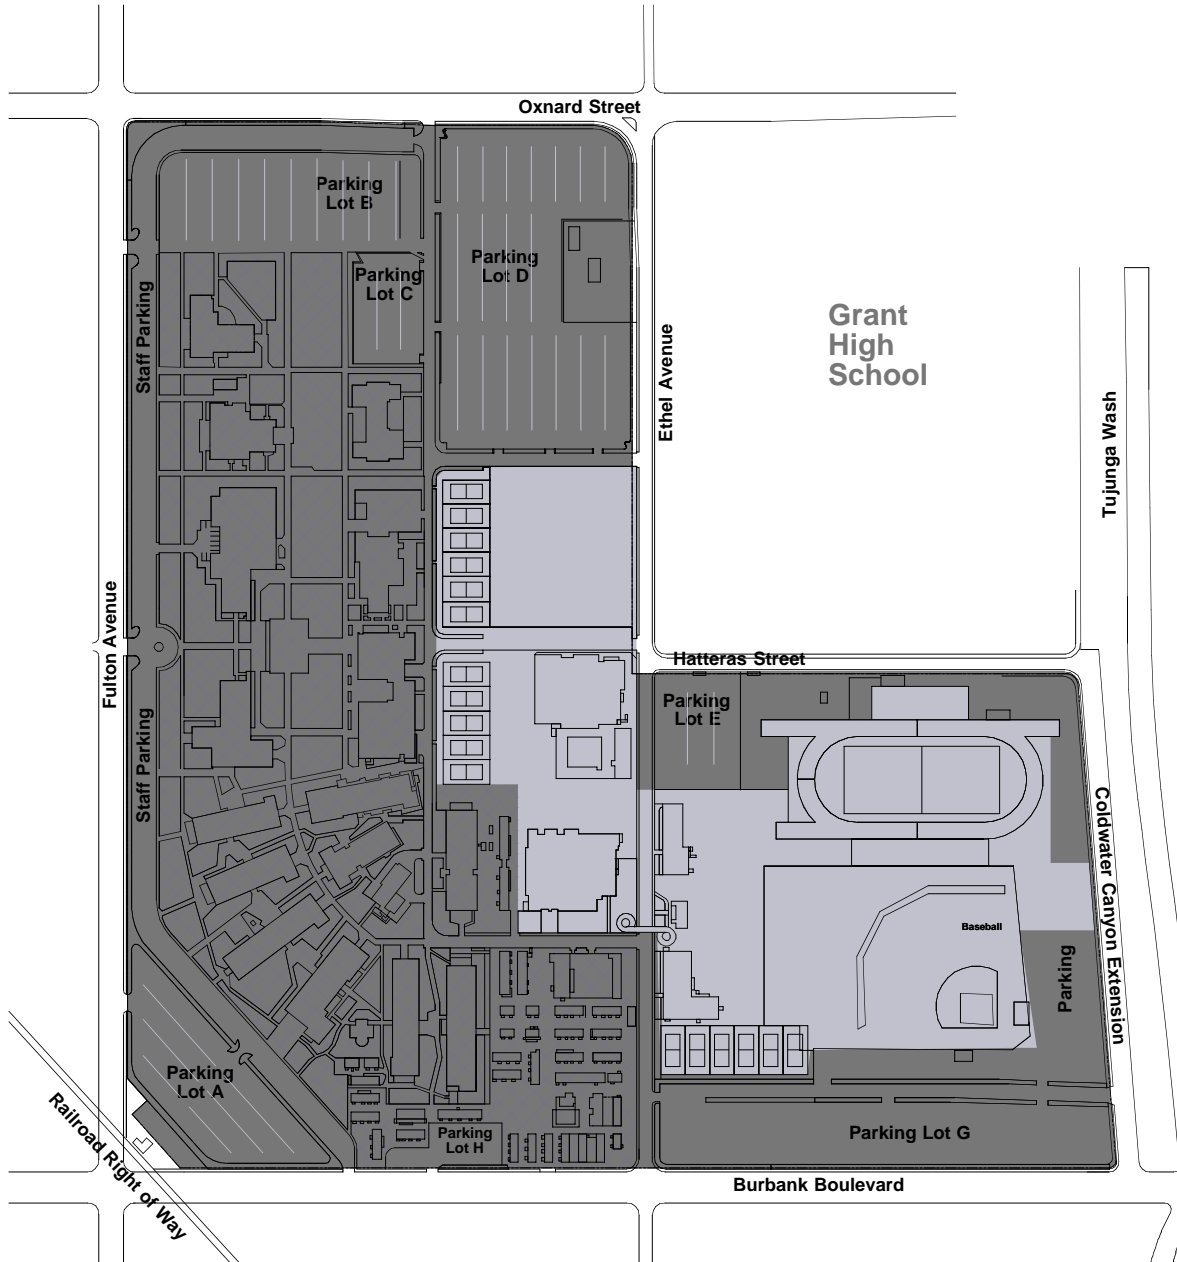 Oxnard Street
Parking
Lot B
Parking
Lot C
Parking
Lot D
Staff Parking
Grant
High
School
Ethel Avenue
Tujunga Wash
Fulton Avenue
Hatteras Street
Parking
Lot E
Staff Parking
Coldwater Canyon Extension
Baseball
Parking
Parking
Lot A
Railroad Right of Way
Parking
Lot H
Parking Lot G
Burbank Boulevard